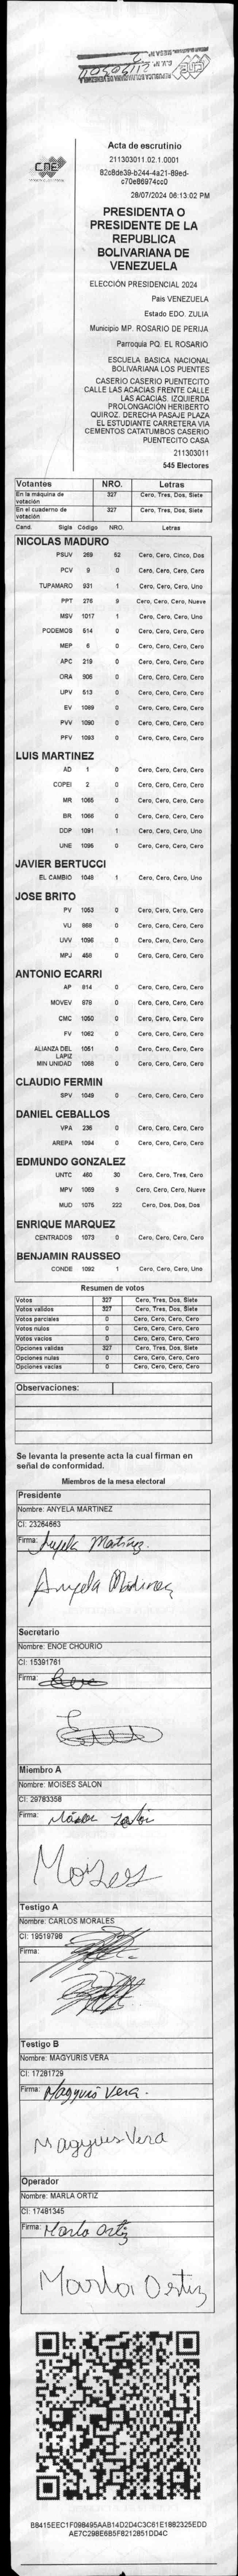 CNE
Acta de escrutinio
211303011.02.1.0001
82c8de39-b244-4a21-89ed-
c70e86974cc0
28/07/2024 06:13:02 PM
PRESIDENTA O
PRESIDENTE DE LA
REPUBLICA
BOLIVARIANA DE
VENEZUELA
ELECCIÓN PRESIDENCIAL 2024
Pais VENEZUELA
Estado EDO. ZULIA
Municipio MP. ROSARIO DE PERIJA
Parroquia PQ. EL ROSARIO
ESCUELA BASICA NACIONAL
BOLIVARIANA LOS PUENTES
CASERIO CASERIO PUENTECITO
CALLE LAS ACACIAS FRENTE CALLE
LAS ACACIAS. IZQUIERDA
PROLONGACIÓN HERIBERTO
QUIROZ. DERECHA PASAJE PLAZA
EL ESTUDIANTE CARRETERA VIA
CEMENTOS CATATUMBOS CASERIO
PUENTECITO CASA
211303011
545 Electores
Votantes NRO. Letras
En la máquina de votación 327 Cero, Tres, Dos, Siete
En el cuaderno de votación 327 Cero, Tres, Dos, Siete
Cand. Sigla Código NRO. Letras
NICOLAS MADURO
PSUV 269 52 Cero, Cero, Cinco, Dos
PCV 9 0 Cero, Cero, Cero, Cero
TUPAMARO 931 1 Cero, Cero, Cero, Uno
PPT 276 9 Cero, Cero, Cero, Nueve
MSV 1017 1 Cero, Cero, Cero, Uno
PODEMOS 514 0 Cero, Cero, Cero, Cero
MEP 6 0 Cero, Cero, Cero, Cero
APC 219 0 Cero, Cero, Cero, Cero
ORA 906 0 Cero, Cero, Cero, Cero
UPV 513 0 Cero, Cero, Cero, Cero
EV 1099 0 Cero, Cero, Cero, Cero
PVV 1090 0 Cero, Cero, Cero, Cero
PFV 1093 0 Cero, Cero, Cero, Cero
LUIS MARTINEZ
AD 1 0 Cero, Cero, Cero, Cero
COPEI 2 0 Cero, Cero, Cero, Cero
MR 1065 0 Cero, Cero, Cero, Cero
BR 1066 0 Cero, Cero, Cero, Cero
DDP 1091 1 Cero, Cero, Cero, Uno
UNE 1095 0 Cero, Cero, Cero, Cero
JAVIER BERTUCCI
EL CAMBIO 1048 1 Cero, Cero, Cero, Uno
JOSE BRITO
PV 1053 0 Cero, Cero, Cero, Cero
VU 868 0 Cero, Cero, Cero, Cero
UVV 1096 0 Cero, Cero, Cero, Cero
MPJ 458 0 Cero, Cero, Cero, Cero
ANTONIO ECARRI
AP 814 0 Cero, Cero, Cero, Cero
MOVEV 978 0 Cero, Cero, Cero, Cero
CMC 1050 0 Cero, Cero, Cero, Cero
FV 1062 0 Cero, Cero, Cero, Cero
ALIANZA DEL LAPIZ 1051 0 Cero, Cero, Cero, Cero
MIN UNIDAD 1068 0 Cero, Cero, Cero, Cero
CLAUDIO FERMIN
SPV 1049 0 Cero, Cero, Cero, Cero
DANIEL CEBALLOS
VPA 236 0 Cero, Cero, Cero, Cero
AREPA 1094 0 Cero, Cero, Cero, Cero
EDMUNDO GONZALEZ
UNTC 460 30 Cero, Cero, Tres, Cero
MPV 1069 9 Cero, Cero, Cero, Nueve
MUD 1075 222 Cero, Dos, Dos, Dos
ENRIQUE MARQUEZ
CENTRADOS 1073 0 Cero, Cero, Cero, Cero
BENJAMIN RAUSSEO
CONDE 1092 1 Cero, Cero, Cero, Uno
Resumen de votos
Votos 327 Cero, Tres, Dos, Siete
Votos validos 327 Cero, Tres, Dos, Siete
Votos parciales 0 Cero, Cero, Cero, Cero
Votos nulos 0 Cero, Cero, Cero, Cero
Votos vacios 0 Cero, Cero, Cero, Cero
Opciones validas 327 Cero, Tres, Dos, Siete
Opciones nulas 0 Cero, Cero, Cero, Cero
Opciones vacias 0 Cero, Cero, Cero, Cero
Observaciones:
Se levanta la presente acta la cual firman en
señal de conformidad.
Miembros de la mesa electoral
Presidente
Nombre: ANYELA MARTINEZ
CI: 23264663
Firma: Anyela Martinez.
Anyela Martinez
Secretario
Nombre: ENOE CHOURIO
CI: 15391761
Firma:
Miembro A
Nombre: MOISES SALON
CI: 29783358
Firma: Moises Salon
Moises
Testigo A
Nombre: CARLOS MORALES
CI: 19519798
Firma:
Testigo B
Nombre: MAGYURIS VERA
CI: 17281729
Firma: Magyuris Vera.
Magyuris Vera
Operador
Nombre: MARLA ORTIZ
CI: 17481345
Firma: Marla Ortiz
Marla Ortiz
B8415EEC1F098495AAB14D2D4C3C61E1882325EDD
AE7C298E6B5F8212851DD4C